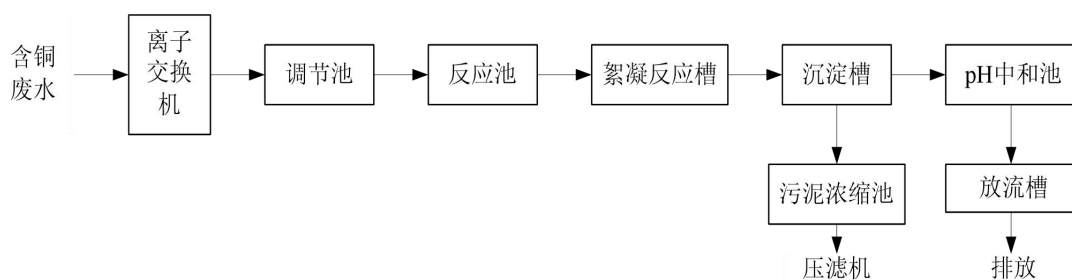 含铜
废水
离子
交换
机
调节池
反应池
絮凝反应槽
沉淀槽
pH中和池
污泥浓缩池
放流槽
压滤机
排放